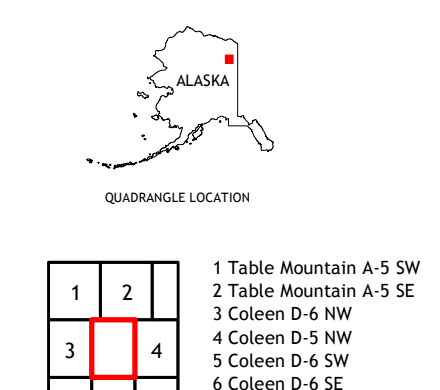 ALASKA
QUADRANGLE LOCATION
1 2
3 4
1 Table Mountain A-5 SW
2 Table Mountain A-5 SE
3 Coleen D-6 NW
4 Coleen D-5 NW
5 Coleen D-6 SW
6 Coleen D-6 SE